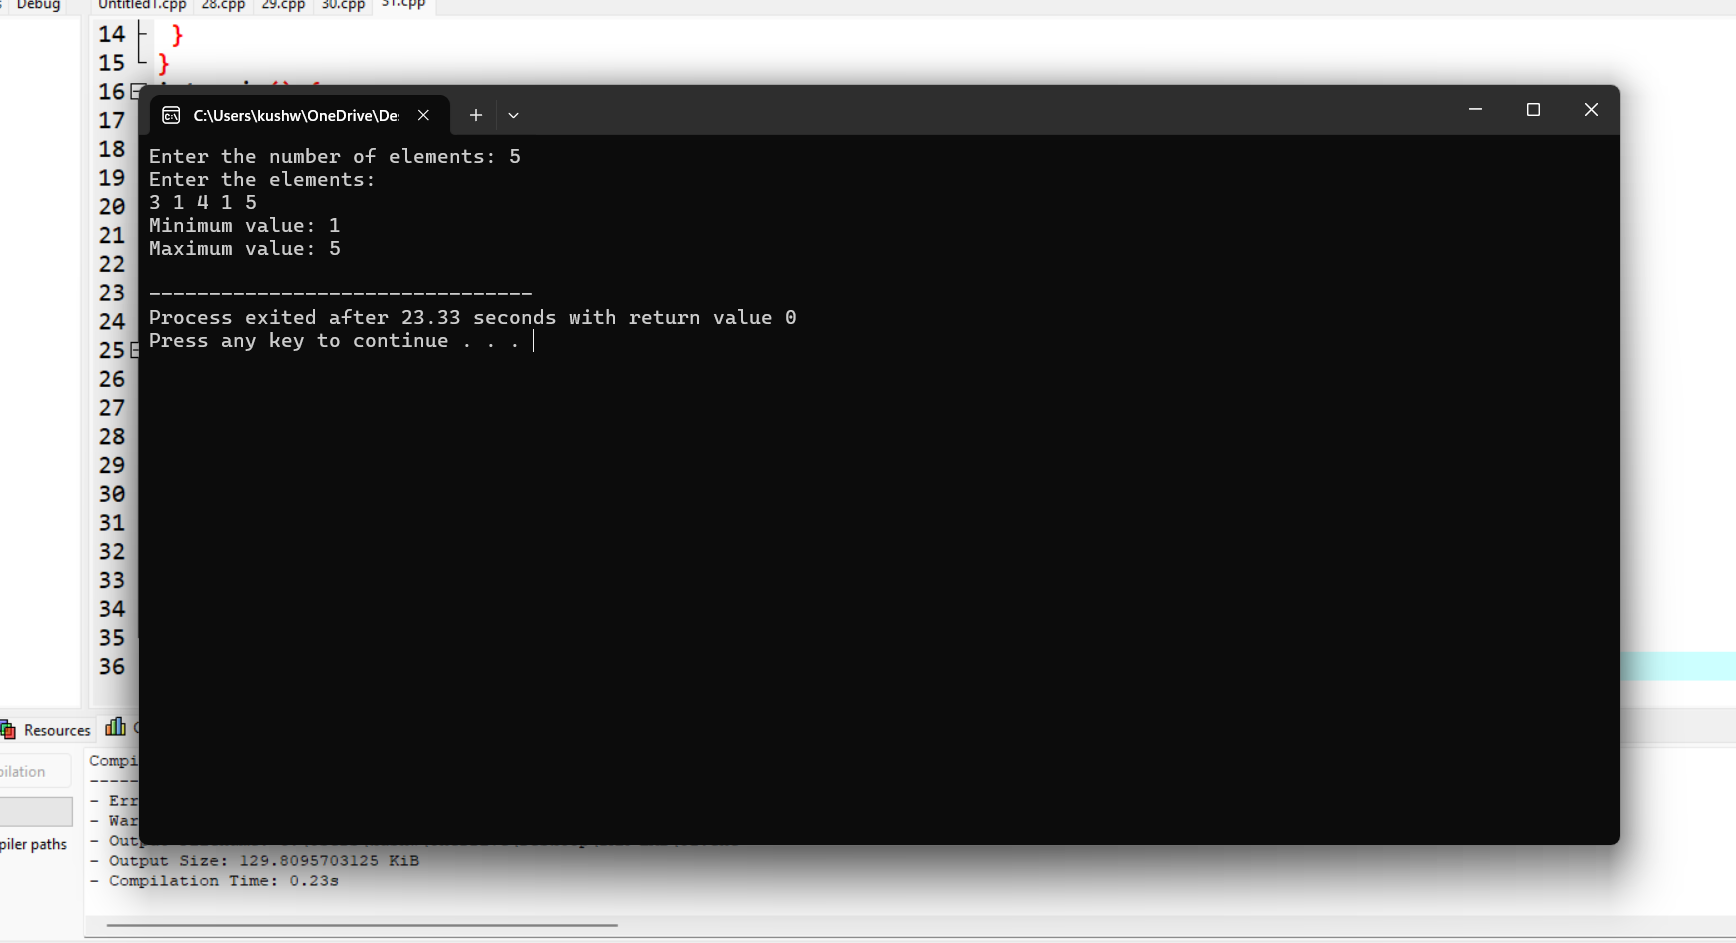 Debug Untitled1.cpp 28.cpp 29.cpp 30.cpp 31.cpp
14 }
15 }
16
17
18
19
20
21
22
23
24
25
26
27
28
29
30
31
32
33
34
35
36
C:\Users\kushw\OneDrive\De
Enter the number of elements: 5
Enter the elements:
3 1 4 1 5
Minimum value: 1
Maximum value: 5
--------------------------------
Process exited after 23.33 seconds with return value 0
Press any key to continue . . .
Resources
pilation
piler paths
Compi
------
- Err
- War
- Outp
- Output Size: 129.8095703125 KiB
- Compilation Time: 0.23s